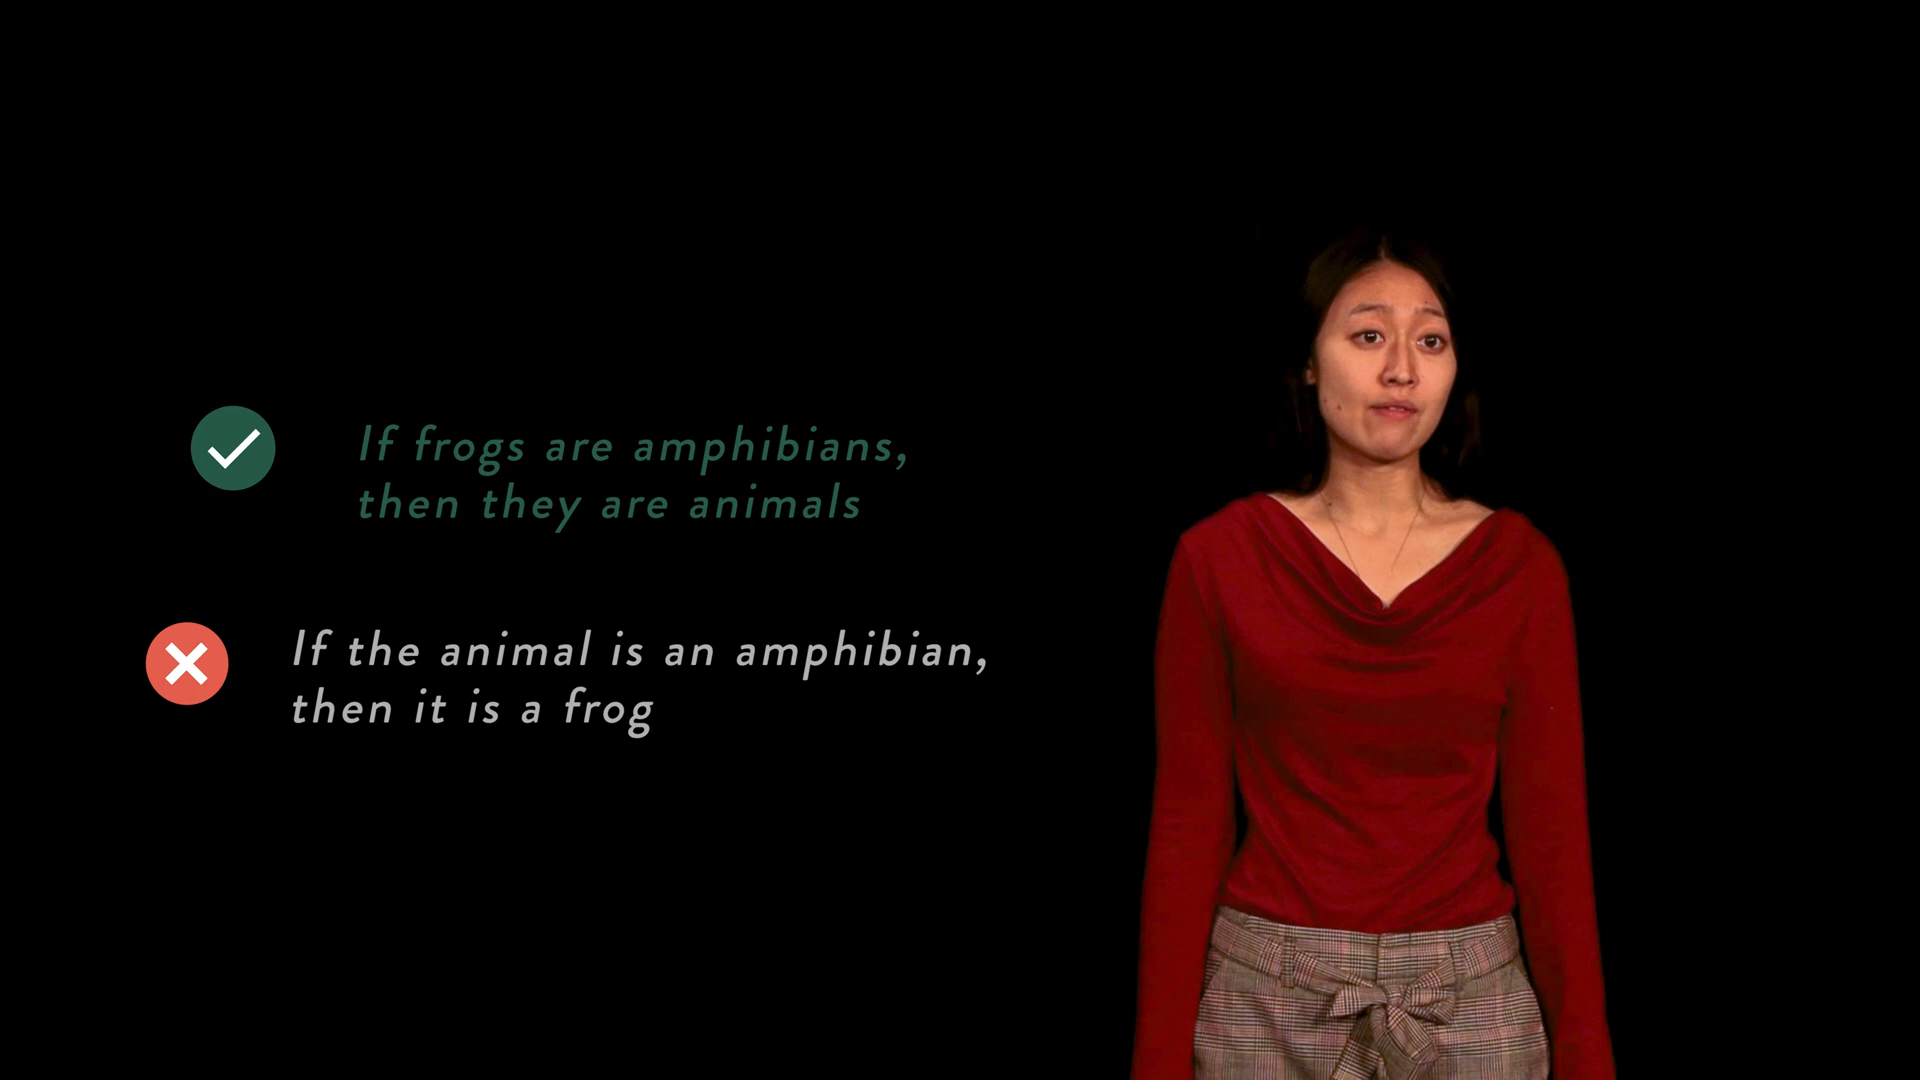 If frogs are amphibians,
then they are animals
If the animal is an amphibian,
then it is a frog